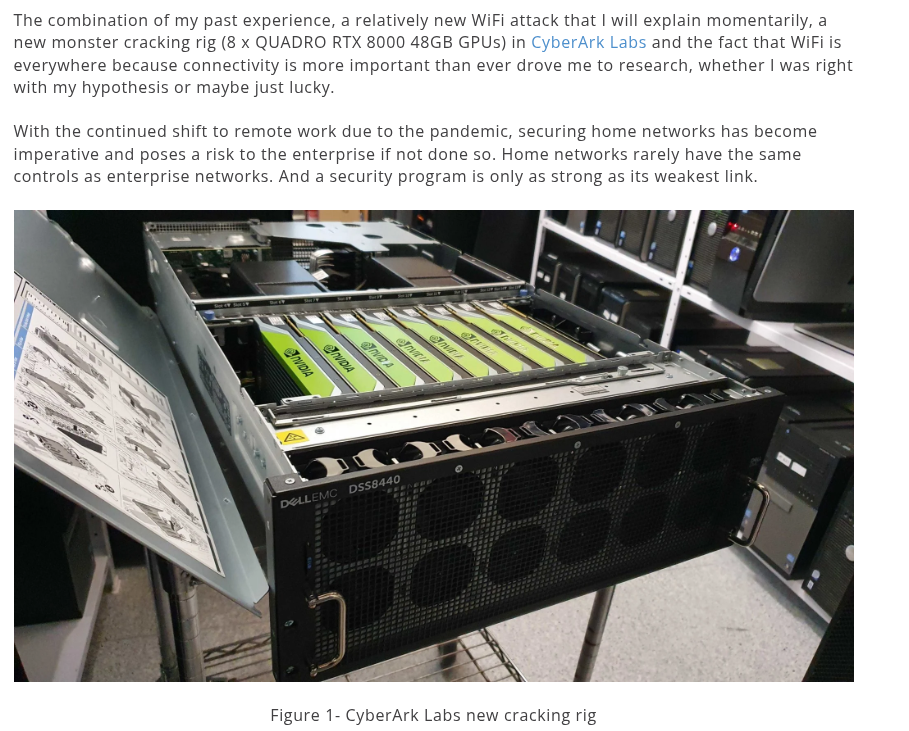 The combination of my past experience, a relatively new WiFi attack that I will explain momentarily, a
new monster cracking rig (8 x QUADRO RTX 8000 48GB GPUs) in CyberArk Labs and the fact that WiFi is
everywhere because connectivity is more important than ever drove me to research, whether I was right
with my hypothesis or maybe just lucky.
With the continued shift to remote work due to the pandemic, securing home networks has become
imperative and poses a risk to the enterprise if not done so. Home networks rarely have the same
controls as enterprise networks. And a security program is only as strong as its weakest link.
NVIDIA NVIDIA NVIDIA NVIDIA NVIDIA
DELLEMC DSS8440
Figure 1- CyberArk Labs new cracking rig